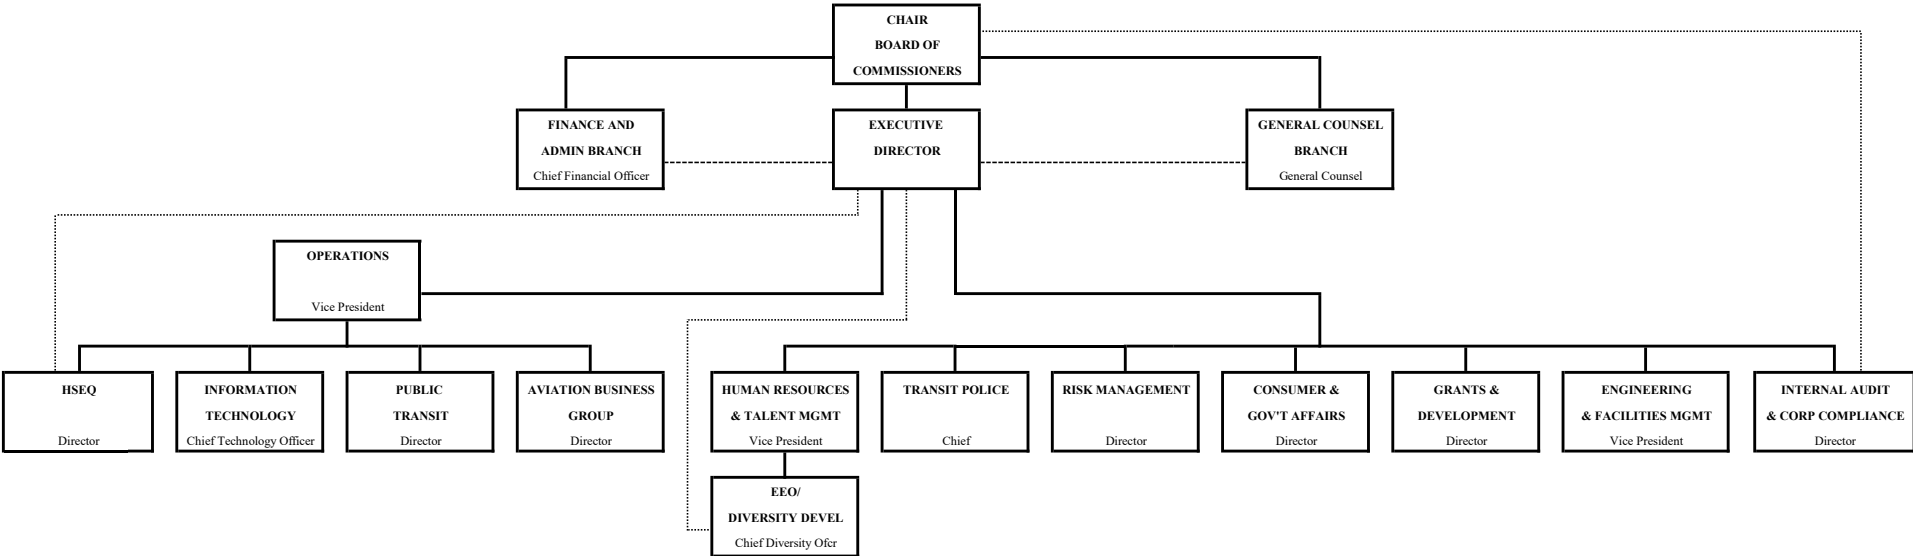 CHAIR
BOARD OF
COMMISSIONERS
FINANCE AND
ADMIN BRANCH
Chief Financial Officer
EXECUTIVE
DIRECTOR
GENERAL COUNSEL
BRANCH
General Counsel
OPERATIONS
Vice President
HSEQ
Director
INFORMATION
TECHNOLOGY
Chief Technology Officer
PUBLIC
TRANSIT
Director
AVIATION BUSINESS
GROUP
Director
HUMAN RESOURCES
& TALENT MGMT
Vice President
TRANSIT POLICE
Chief
RISK MANAGEMENT
Director
CONSUMER &
GOV'T AFFAIRS
Director
GRANTS &
DEVELOPMENT
Director
ENGINEERING
& FACILITIES MGMT
Vice President
INTERNAL AUDIT
& CORP COMPLIANCE
Director
EEO/
DIVERSITY DEVEL
Chief Diversity Ofcr